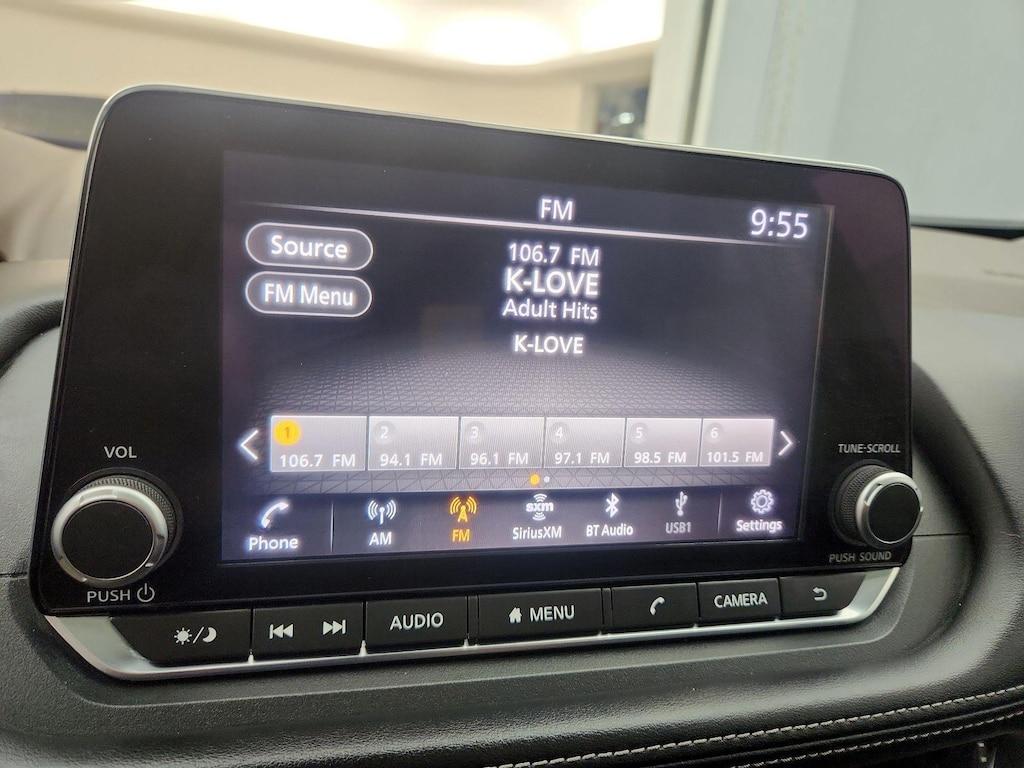 FM
9:55
Source
FM Menu
106.7 FM
K-LOVE
Adult Hits
K-LOVE
1
2
3
4
5
6
106.7 FM
94.1 FM
96.1 FM
97.1 FM
98.5 FM
101.5 FM
Phone
AM
FM
sxm
SiriusXM
BT Audio
USB1
Settings
VOL
PUSH
TUNE-SCROLL
PUSH SOUND
AUDIO
MENU
CAMERA